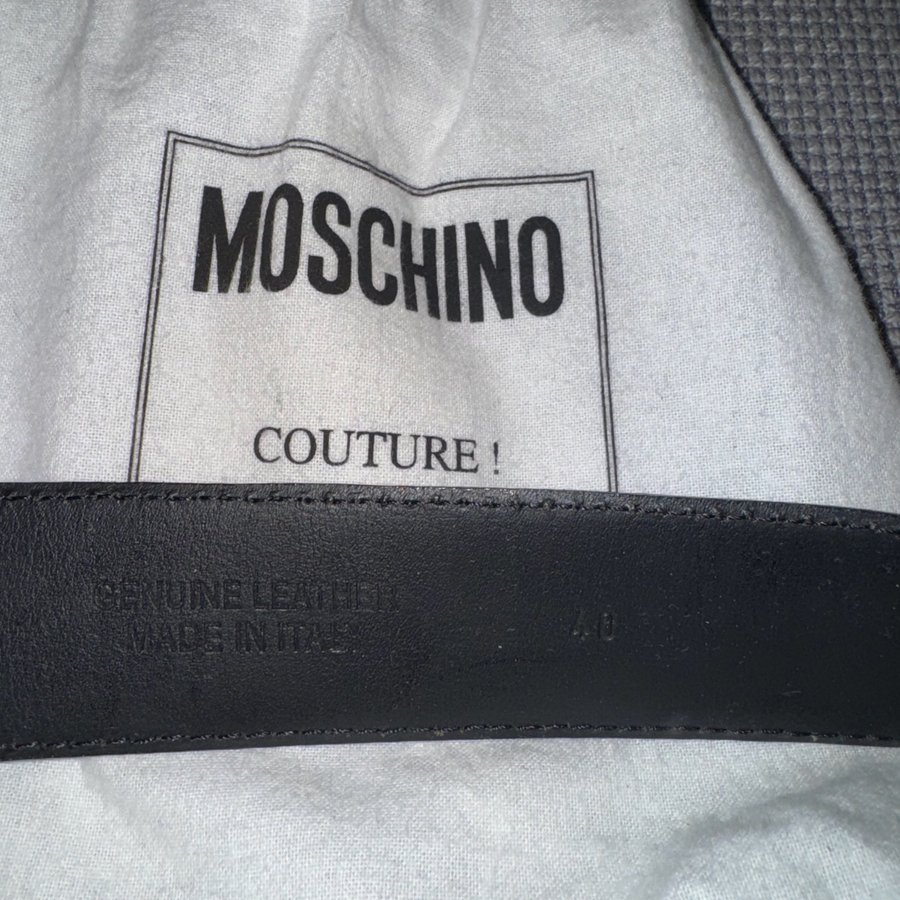 MOSCHINO
COUTURE !
GENUINE LEATHER
MADE IN ITALY
40